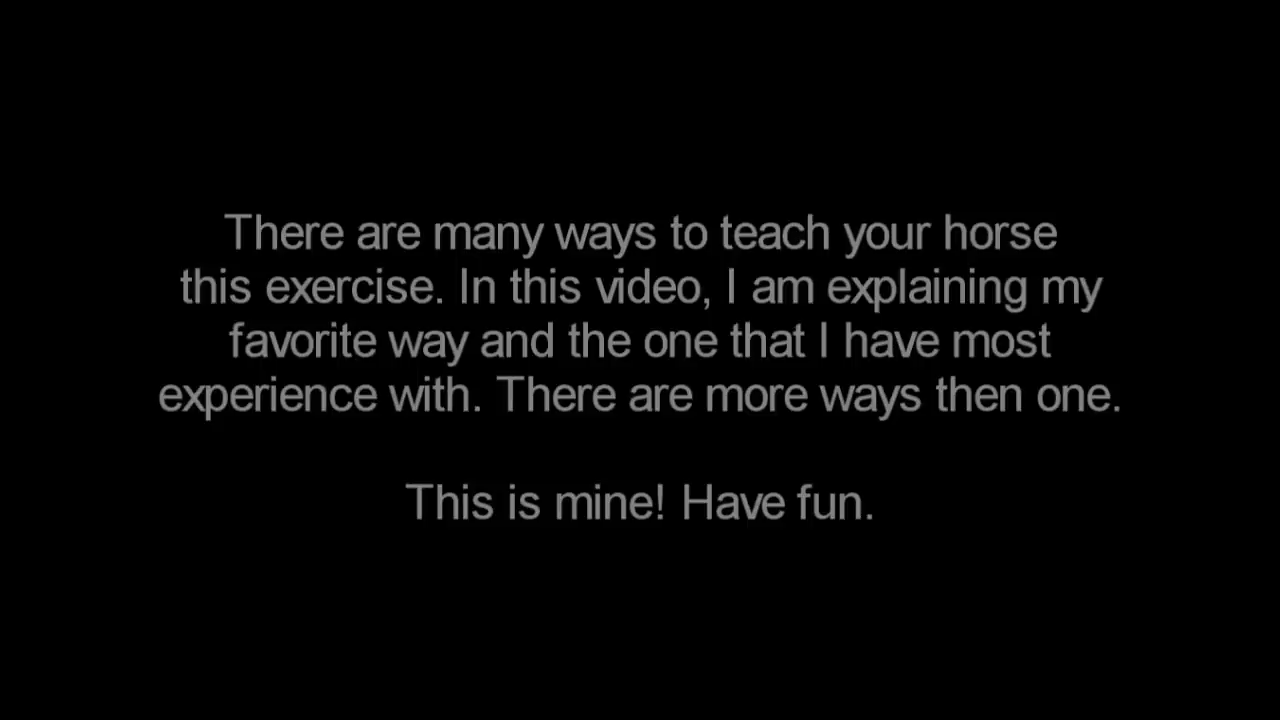 There are many ways to teach your horse
this exercise. In this video, I am explaining my
favorite way and the one that I have most
experience with. There are more ways then one.
This is mine! Have fun.